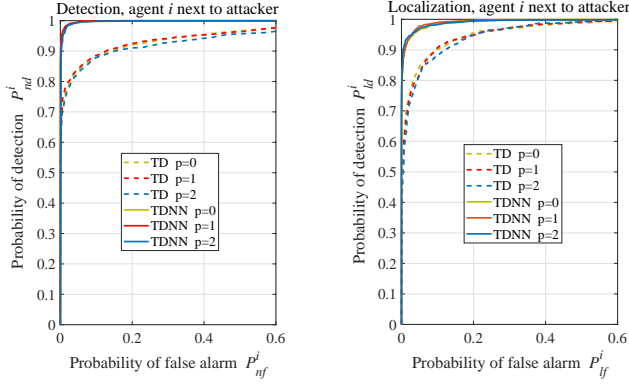 Detection, agent i next to attacker
1
0.9
0.8
0.7
0.6
0.5
0.4
0.3
0.2
0.1
0
Probability of detection P^i_nd
TD p=0
TD p=1
TD p=2
TDNN p=0
TDNN p=1
TDNN p=2
0 0.2 0.4 0.6
Probability of false alarm P^i_nf
Localization, agent i next to attacker
1
0.9
0.8
0.7
0.6
0.5
0.4
0.3
0.2
0.1
0
Probability of detection P^i_ld
TD p=0
TD p=1
TD p=2
TDNN p=0
TDNN p=1
TDNN p=2
0 0.2 0.4 0.6
Probability of false alarm P^i_lf